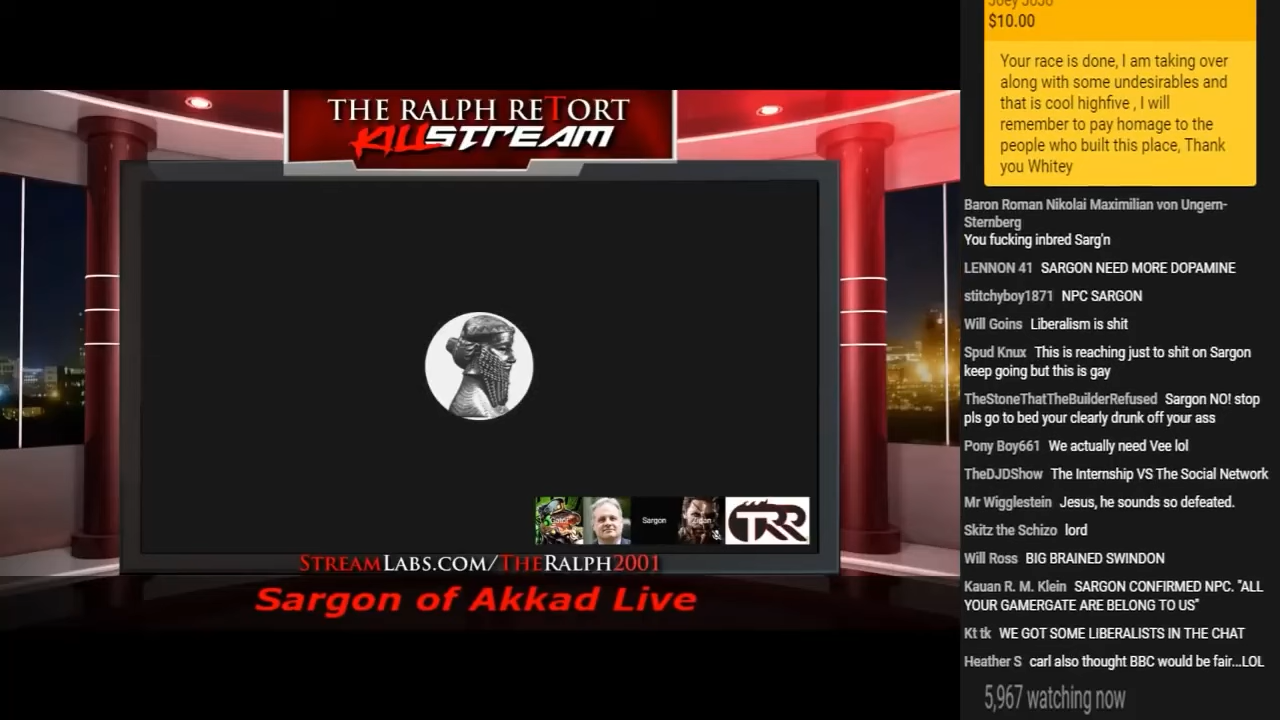 THE RALPH RETORT
KILLSTREAM
Gator
Sargon
Zidan
TRR
STREAMLABS.COM/THERALPH2001
Sargon of Akkad Live
$10.00
Your race is done, I am taking over
along with some undesirables and
that is cool highfive , I will
remember to pay homage to the
people who built this place, Thank
you Whitey
Baron Roman Nikolai Maximilian von Ungern-
Sternberg
You fucking inbred Sarg'n
LENNON 41 SARGON NEED MORE DOPAMINE
stitchyboy1871 NPC SARGON
Will Goins Liberalism is shit
Spud Knux This is reaching just to shit on Sargon
keep going but this is gay
TheStoneThatTheBuilderRefused Sargon NO! stop
pls go to bed your clearly drunk off your ass
Pony Boy661 We actually need Vee lol
TheDJDShow The Internship VS The Social Network
Mr Wigglestein Jesus, he sounds so defeated.
Skitz the Schizo lord
Will Ross BIG BRAINED SWINDON
Kauan R. M. Klein SARGON CONFIRMED NPC. "ALL
YOUR GAMERGATE ARE BELONG TO US"
Kt tk WE GOT SOME LIBERALISTS IN THE CHAT
Heather S carl also thought BBC would be fair...LOL
5,967 watching now